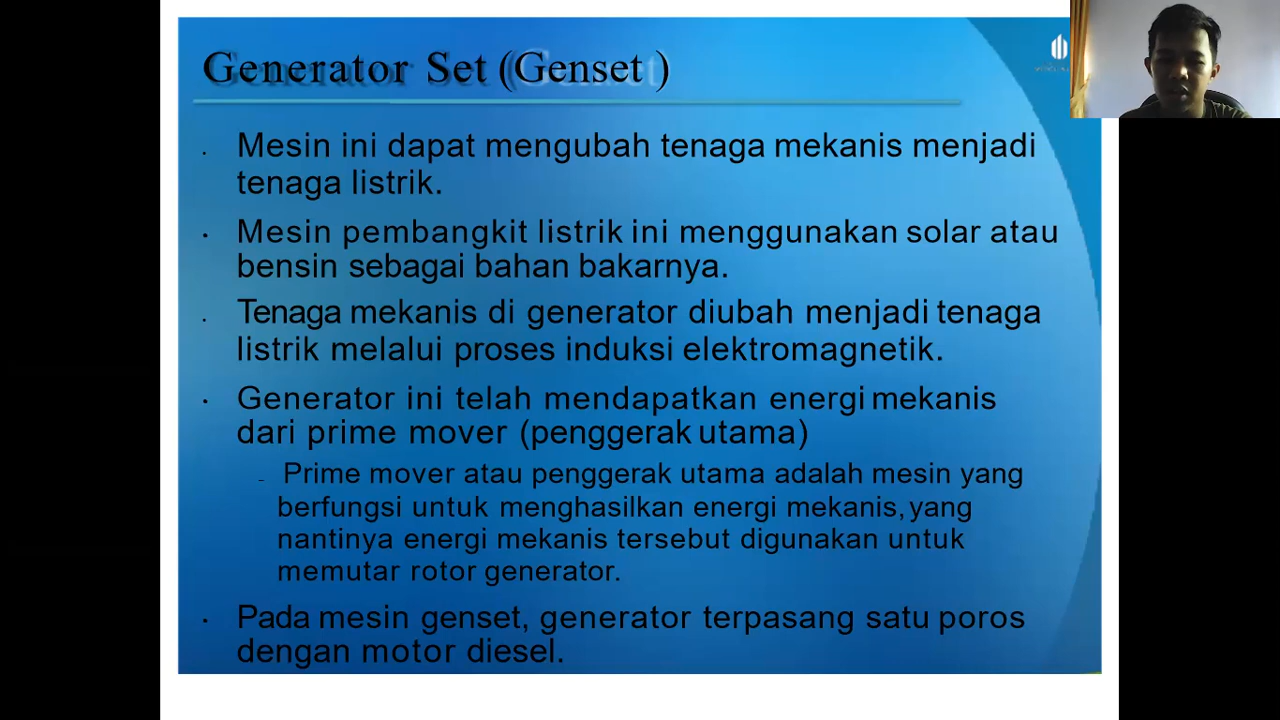 Generator Set (Genset )
Mesin ini dapat mengubah tenaga mekanis menjadi
tenaga listrik.
Mesin pembangkit listrik ini menggunakan solar atau
bensin sebagai bahan bakarnya.
Tenaga mekanis di generator diubah menjadi tenaga
listrik melalui proses induksi elektromagnetik.
Generator ini telah mendapatkan energi mekanis
dari prime mover (penggerak utama)
Prime mover atau penggerak utama adalah mesin yang
berfungsi untuk menghasilkan energi mekanis, yang
nantinya energi mekanis tersebut digunakan untuk
memutar rotor generator.
Pada mesin genset, generator terpasang satu poros
dengan motor diesel.